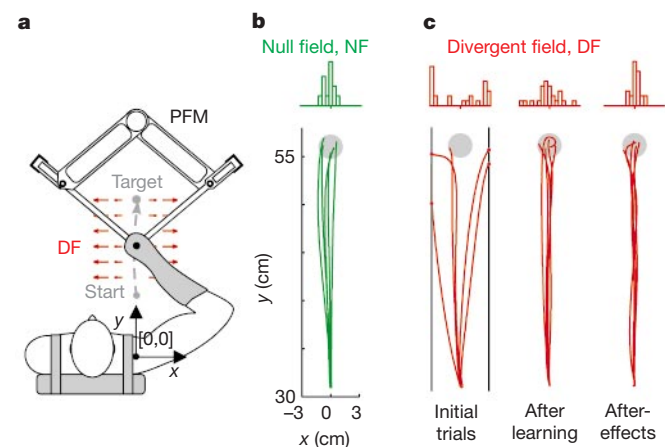 a
PFM
Target
DF
Start
y
[0,0]
x
b
Null field, NF
55
y (cm)
30
−3 0 3
x (cm)
c
Divergent field, DF
Initial
trials
After
learning
After-
effects